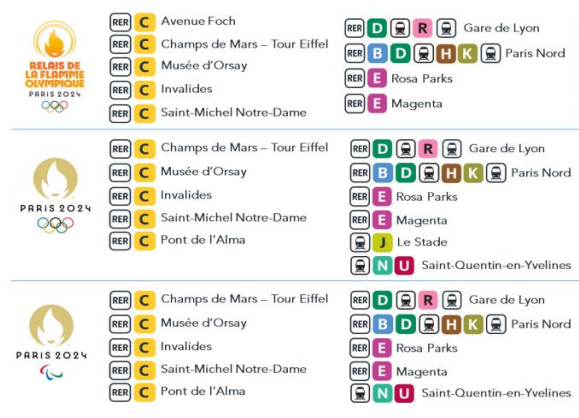 RELAIS DE
LA FLAMME
OLYMPIQUE
PARIS 2024
RER C Avenue Foch
RER C Champs de Mars – Tour Eiffel
RER C Musée d'Orsay
RER C Invalides
RER C Saint-Michel Notre-Dame
RER D R Gare de Lyon
RER B D H K Paris Nord
RER E Rosa Parks
RER E Magenta
PARIS 2024
RER C Champs de Mars – Tour Eiffel
RER C Musée d'Orsay
RER C Invalides
RER C Saint-Michel Notre-Dame
RER C Pont de l'Alma
RER D R Gare de Lyon
RER B D H K Paris Nord
RER E Rosa Parks
RER E Magenta
J Le Stade
N U Saint-Quentin-en-Yvelines
PARIS 2024
RER C Champs de Mars – Tour Eiffel
RER C Musée d'Orsay
RER C Invalides
RER C Saint-Michel Notre-Dame
RER C Pont de l'Alma
RER D R Gare de Lyon
RER B D H K Paris Nord
RER E Rosa Parks
RER E Magenta
N U Saint-Quentin-en-Yvelines